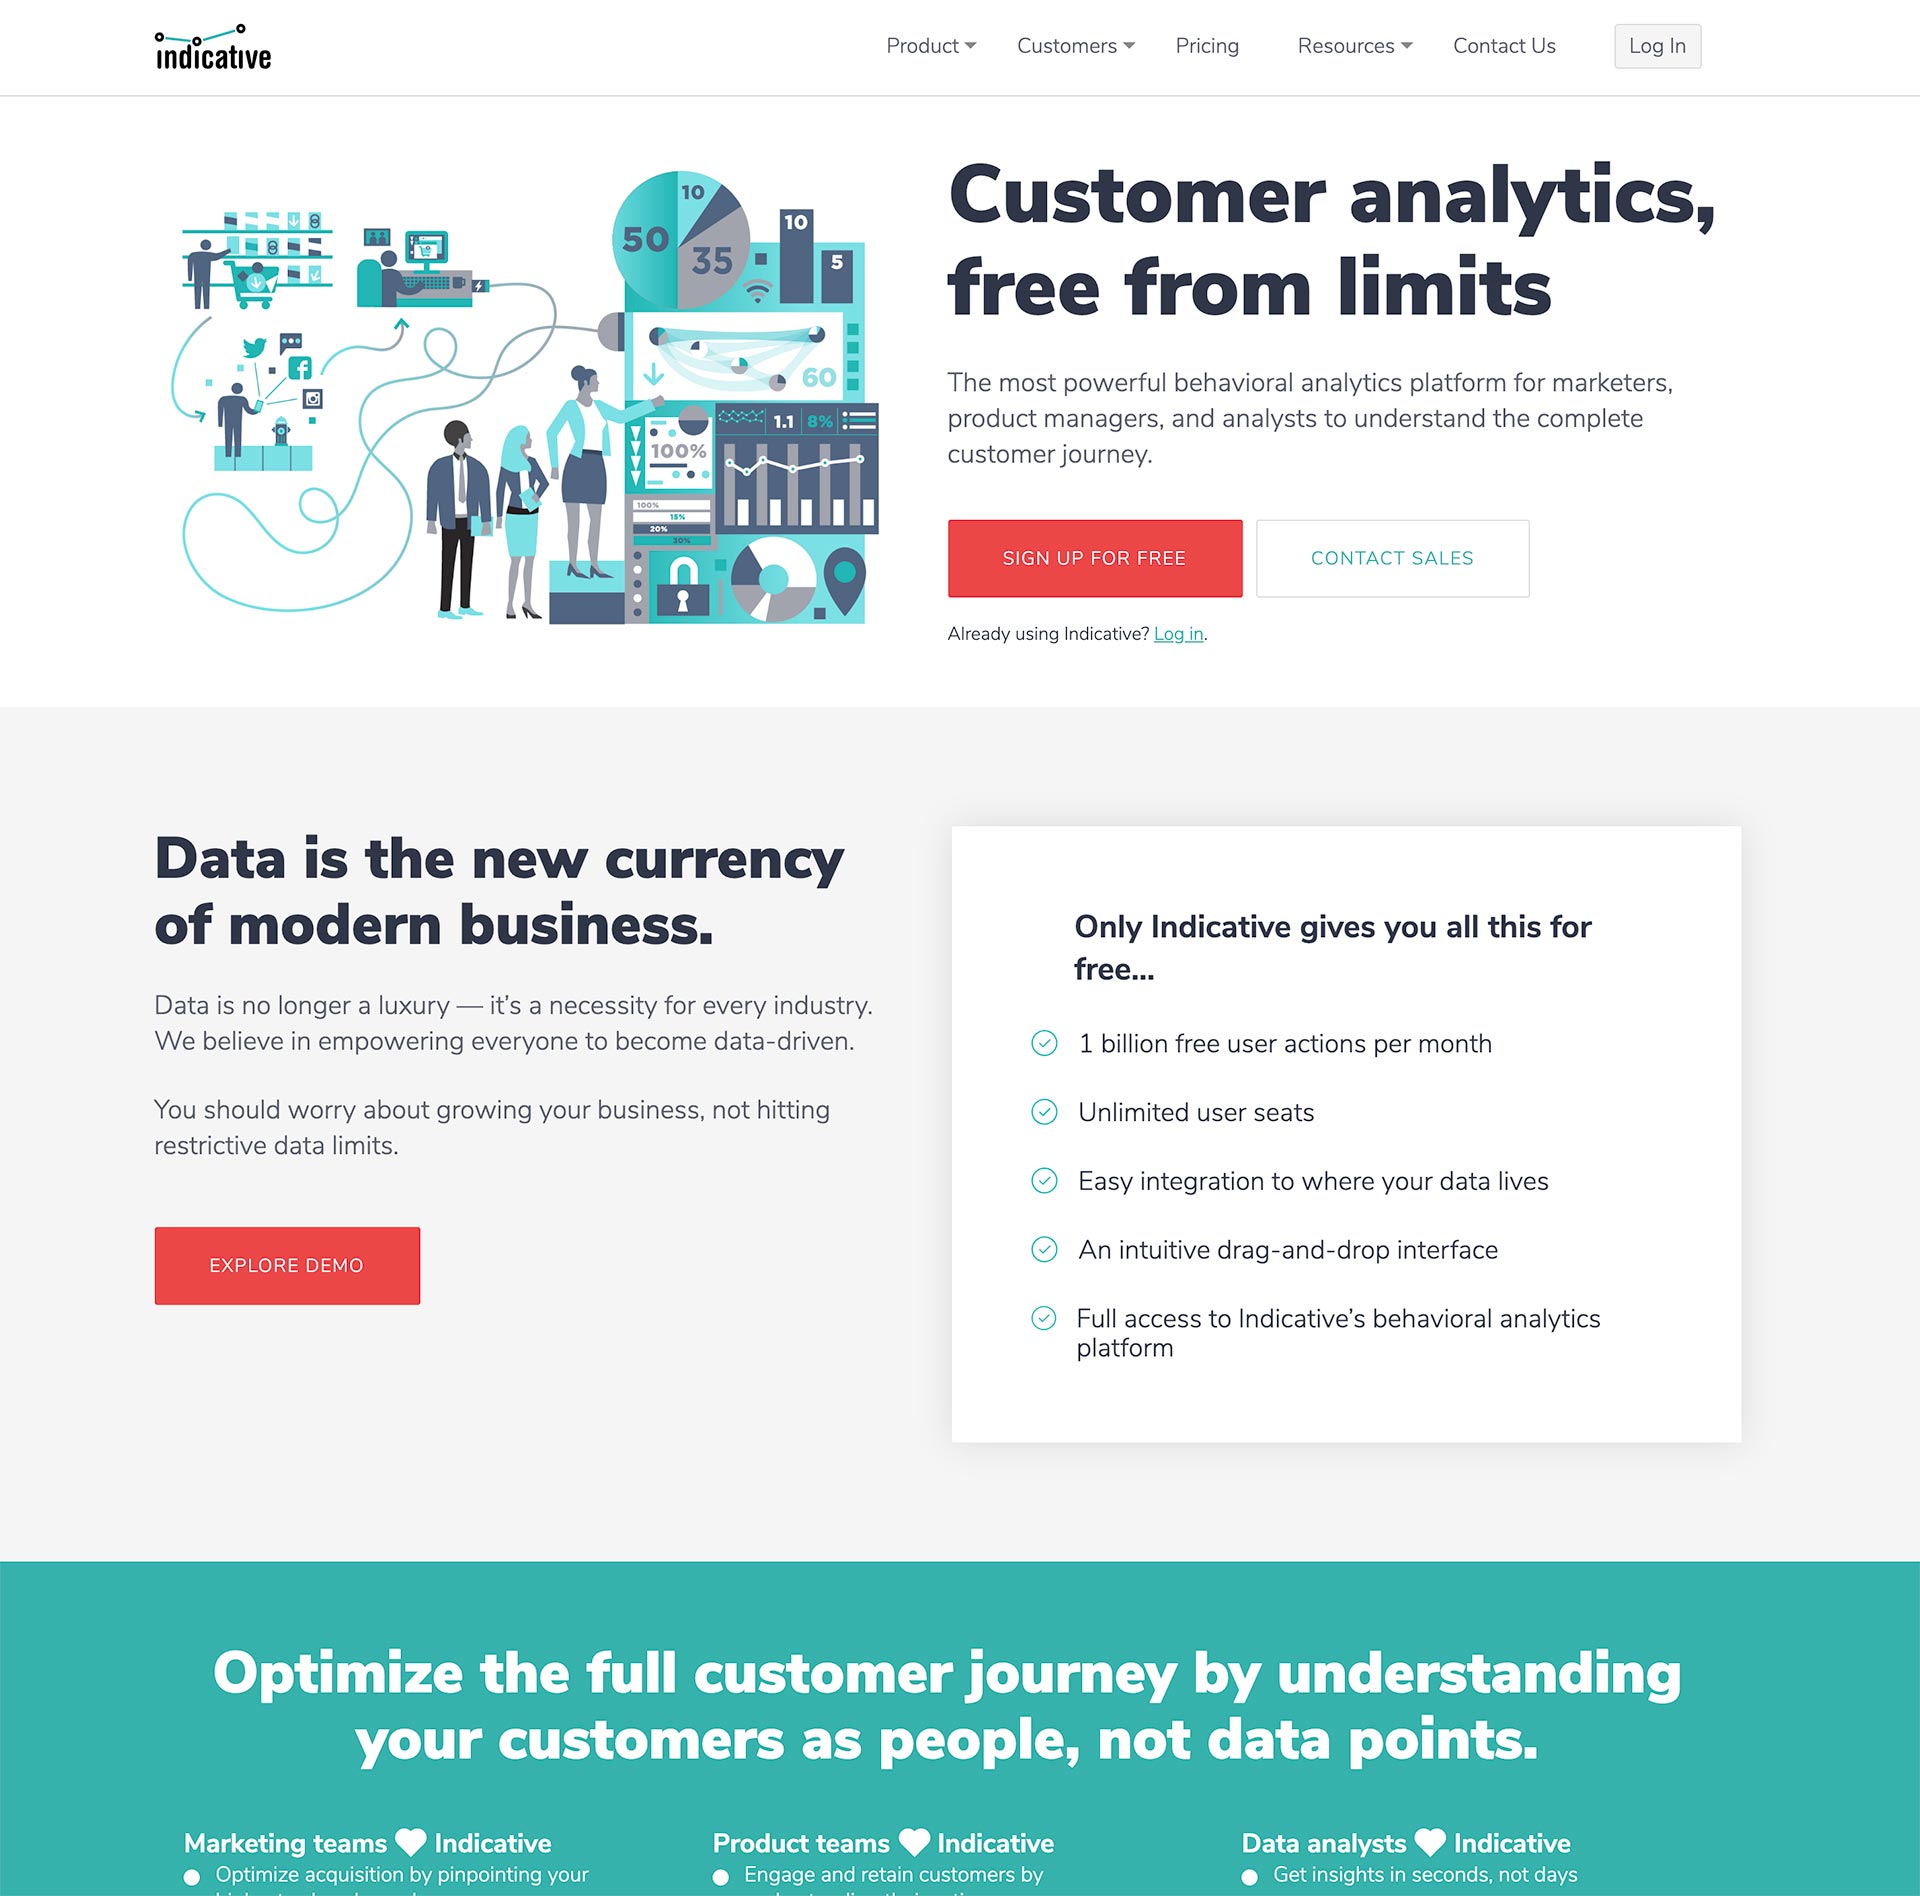 indicative
Product
Customers
Pricing
Resources
Contact Us
Log In
10
50
35
10
5
60
1.1
8%
100%
100%
15%
20%
30%
Customer analytics,
free from limits
The most powerful behavioral analytics platform for marketers,
product managers, and analysts to understand the complete
customer journey.
SIGN UP FOR FREE
CONTACT SALES
Already using Indicative? Log in.
Data is the new currency
of modern business.
Data is no longer a luxury — it’s a necessity for every industry.
We believe in empowering everyone to become data-driven.
You should worry about growing your business, not hitting
restrictive data limits.
EXPLORE DEMO
Only Indicative gives you all this for
free...
1 billion free user actions per month
Unlimited user seats
Easy integration to where your data lives
An intuitive drag-and-drop interface
Full access to Indicative’s behavioral analytics
platform
Optimize the full customer journey by understanding
your customers as people, not data points.
Marketing teams Indicative
Optimize acquisition by pinpointing your
Product teams Indicative
Engage and retain customers by
Data analysts Indicative
Get insights in seconds, not days